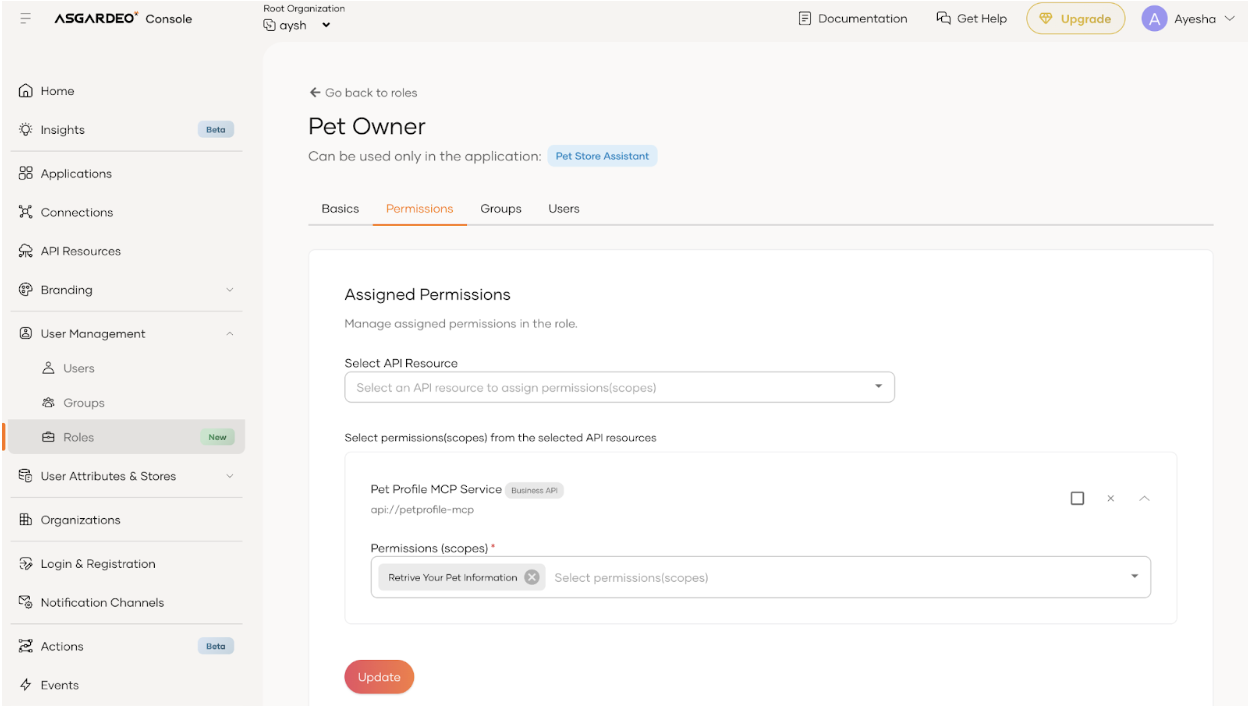 ASGARDEO Console
Root Organization
aysh
Documentation
Get Help
Upgrade
A
Ayesha
Home
Insights Beta
Applications
Connections
API Resources
Branding
User Management
Users
Groups
Roles New
User Attributes & Stores
Organizations
Login & Registration
Notification Channels
Actions Beta
Events
Go back to roles
Pet Owner
Can be used only in the application: Pet Store Assistant
Basics Permissions Groups Users
Assigned Permissions
Manage assigned permissions in the role.
Select API Resource
Select an API resource to assign permissions(scopes)
Select permissions(scopes) from the selected API resources
Pet Profile MCP Service Business API
api://petprofile-mcp
Permissions (scopes) *
Retrive Your Pet Information Select permissions(scopes)
Update